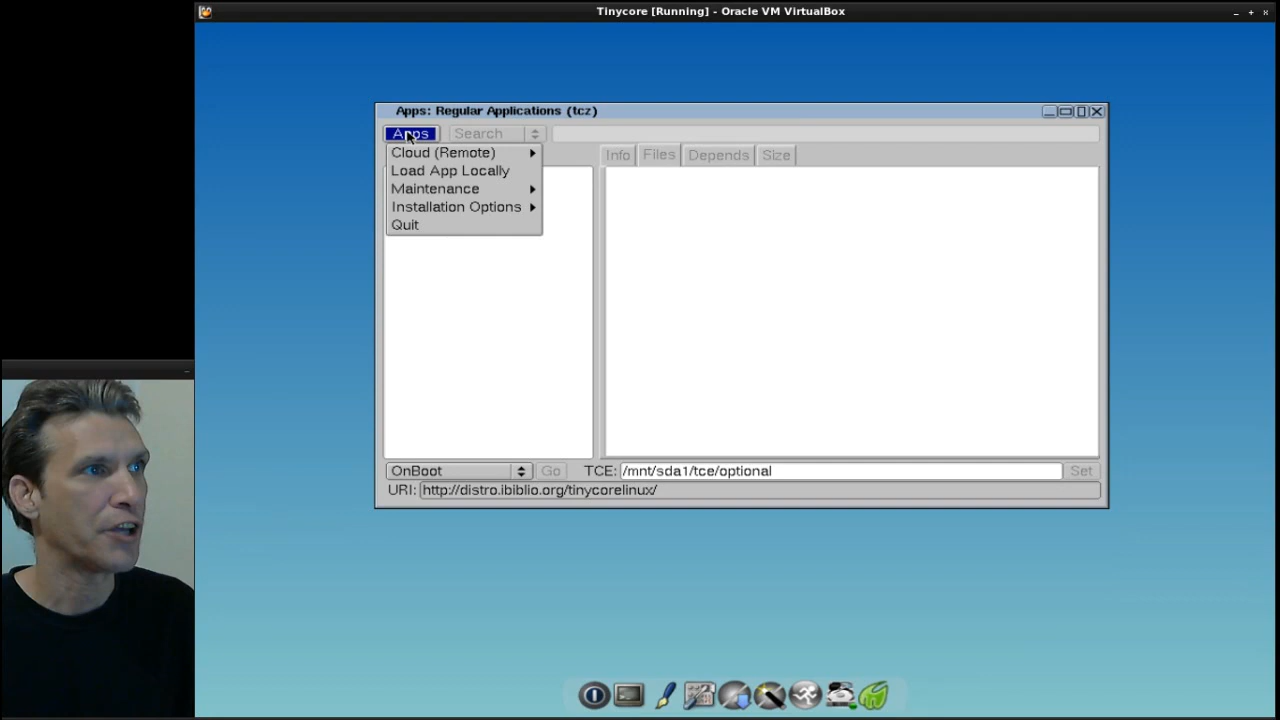 Tinycore [Running] - Oracle VM VirtualBox
Apps: Regular Applications (tcz)
Apps
Search
Cloud (Remote)
Load App Locally
Maintenance
Installation Options
Quit
Info
Files
Depends
Size
OnBoot
Go
TCE: /mnt/sda1/tce/optional
Set
URI: http://distro.ibiblio.org/tinycorelinux/